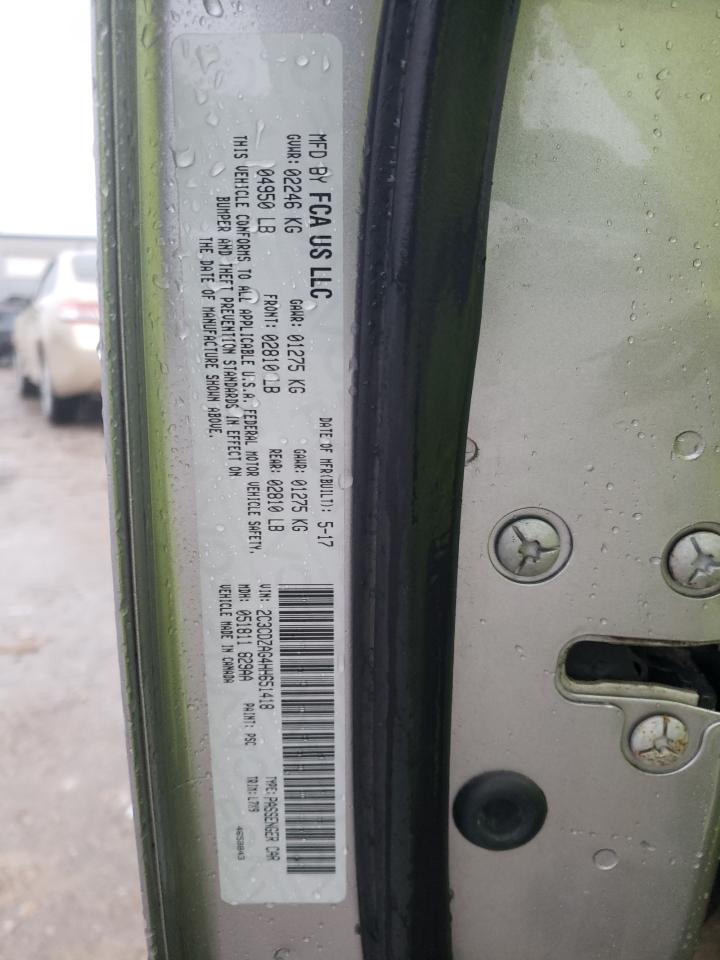 MFD BY FCA US LLC
DATE OF MFR(BUILT): 5-17
GVWR: 02246 KG
GAWR: 01275 KG
GAWR: 01275 KG
04950 LB
FRONT: 02810 LB
REAR: 02810 LB
THIS VEHICLE CONFORMS TO ALL APPLICABLE U.S.A. FEDERAL MOTOR VEHICLE SAFETY,
BUMPER AND THEFT PREVENTION STANDARDS IN EFFECT ON
THE DATE OF MANUFACTURE SHOWN ABOVE.
VIN: 2C3CDZAG4HH651418
TYPE: PASSENGER CAR
MDH: 051811 829AA
PAINT: PSC
TRIM: L7X9
VEHICLE MADE IN CANADA